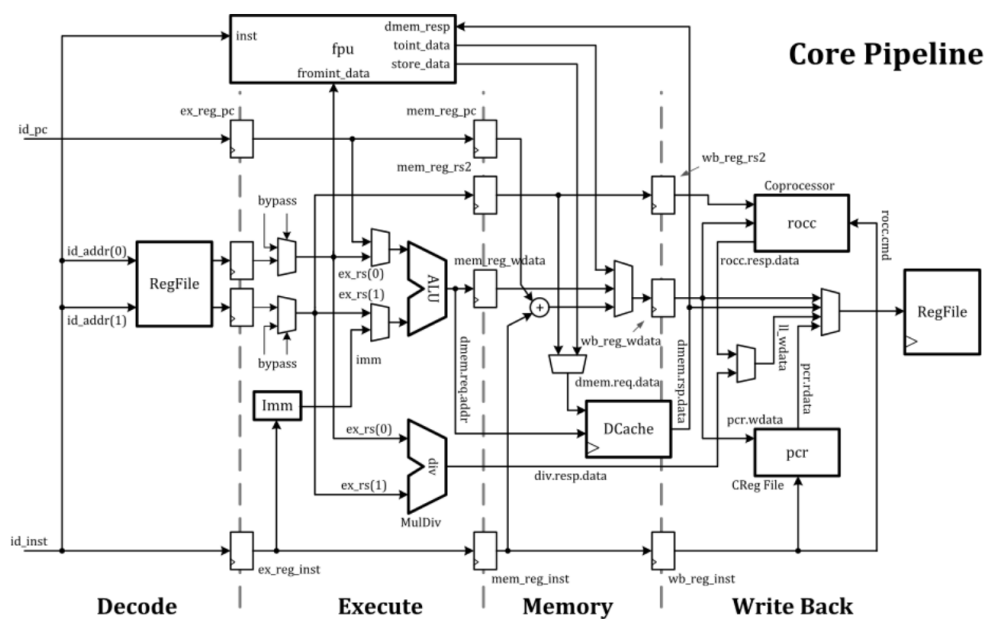 Core Pipeline
inst
fpu
dmem_resp
toint_data
store_data
fromint_data
id_pc
ex_reg_pc
mem_reg_pc
mem_reg_rs2
wb_reg_rs2
Coprocessor
rocc
rocc.cmd
rocc.resp.data
bypass
id_addr(0)
RegFile
id_addr(1)
bypass
ex_rs(0)
ex_rs(1)
imm
ALU
mem_reg_wdata
wb_reg_wdata
RegFile
ll_wdata
pcr.rdata
dmem.req.addr
dmem.req.data
dmem.rsp.data
Imm
DCache
ex_rs(0)
div
ex_rs(1)
MulDiv
div.resp.data
pcr.wdata
pcr
CReg File
id_inst
ex_reg_inst
mem_reg_inst
wb_reg_inst
Decode
Execute
Memory
Write Back